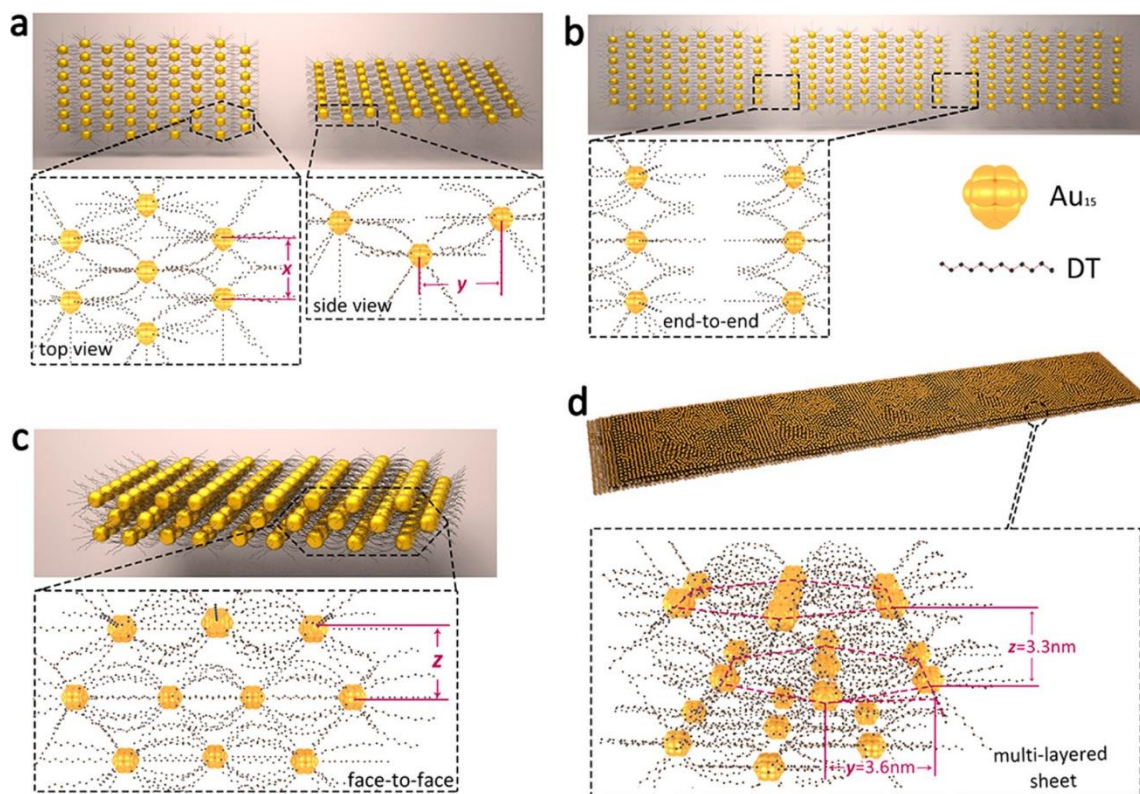 a
b
x
top view
y
side view
end-to-end
Au₁₅
DT
c
z
face-to-face
d
z=3.3nm
y=3.6nm
multi-layered
sheet